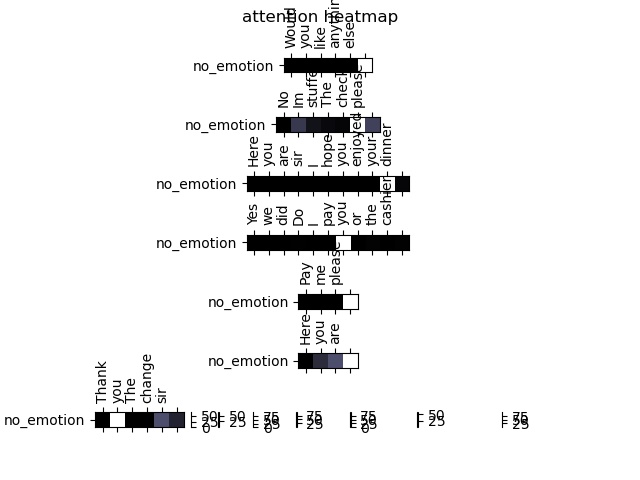 attention heatmap
Would you like anything else
no_emotion
No Im stuffed The check please
no_emotion
Here you are sir I hope you enjoyed your dinner
no_emotion
Yes we did Do I pay you or the cashier
no_emotion
Pay me please
no_emotion
Here you are
no_emotion
Thank you The change sir
no_emotion
50 50 75 75 75 50 75
25 25 50 50 50 25 50
25 25 25 25
0 0 0